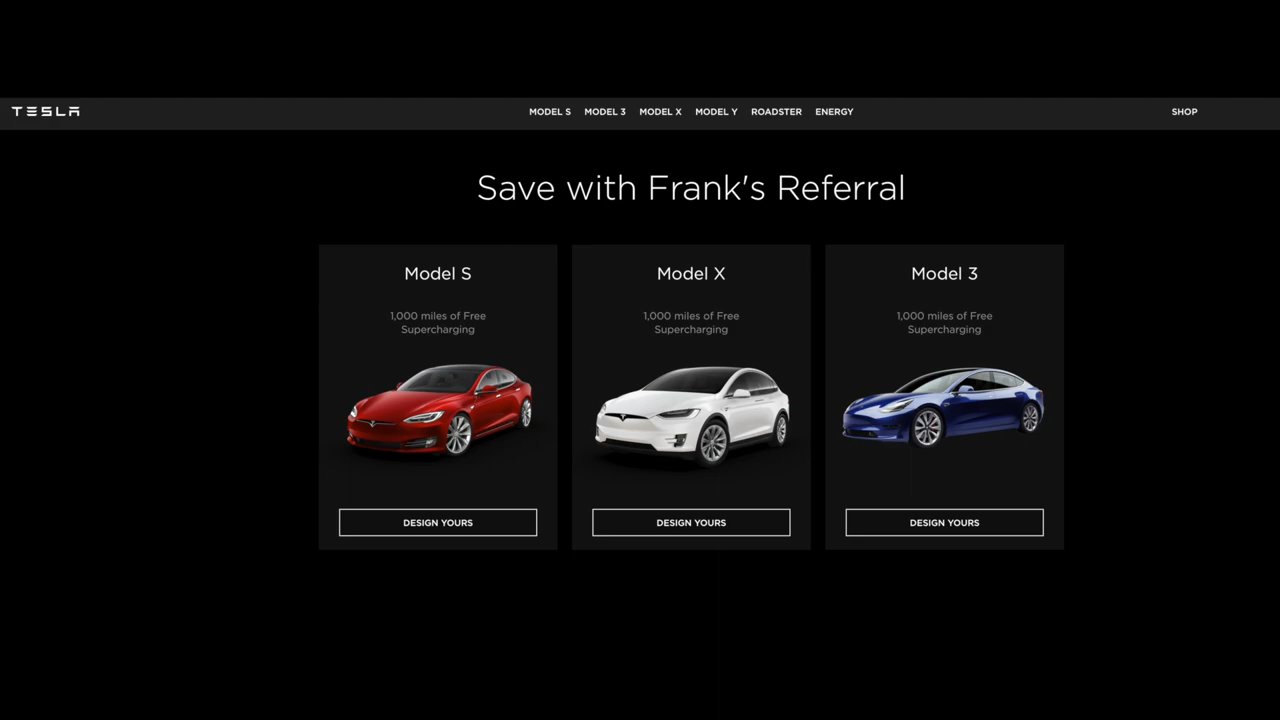 TESLA
MODEL S MODEL 3 MODEL X MODEL Y ROADSTER ENERGY
SHOP
Save with Frank's Referral
Model S
1,000 miles of Free
Supercharging
DESIGN YOURS
Model X
1,000 miles of Free
Supercharging
DESIGN YOURS
Model 3
1,000 miles of Free
Supercharging
DESIGN YOURS